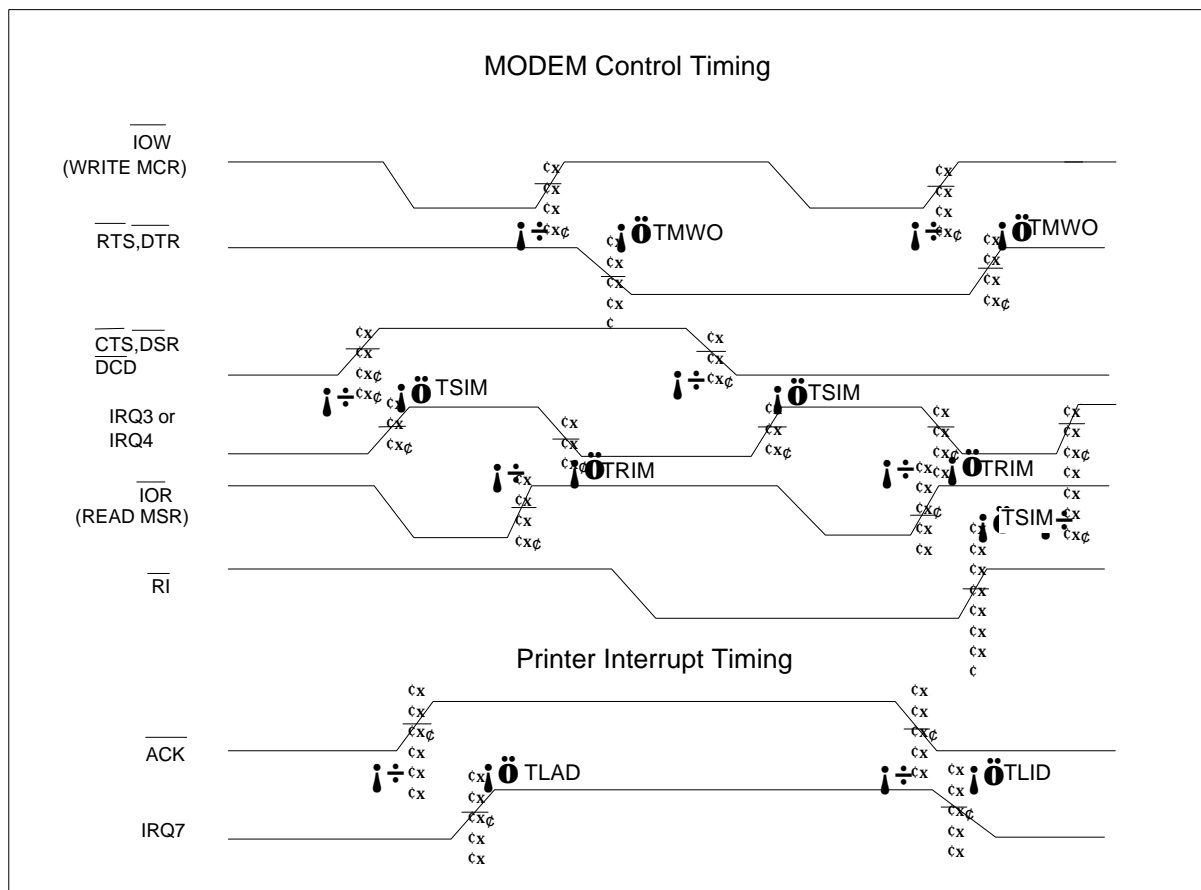 MODEM Control Timing
IOW
(WRITE MCR)
RTS,DTR
TMWO
TMWO
CTS,DSR
DCD
TSIM
TSIM
IRQ3 or
IRQ4
TRIM
TRIM
IOR
(READ MSR)
TSIM
RI
Printer Interrupt Timing
ACK
TLAD
TLID
IRQ7